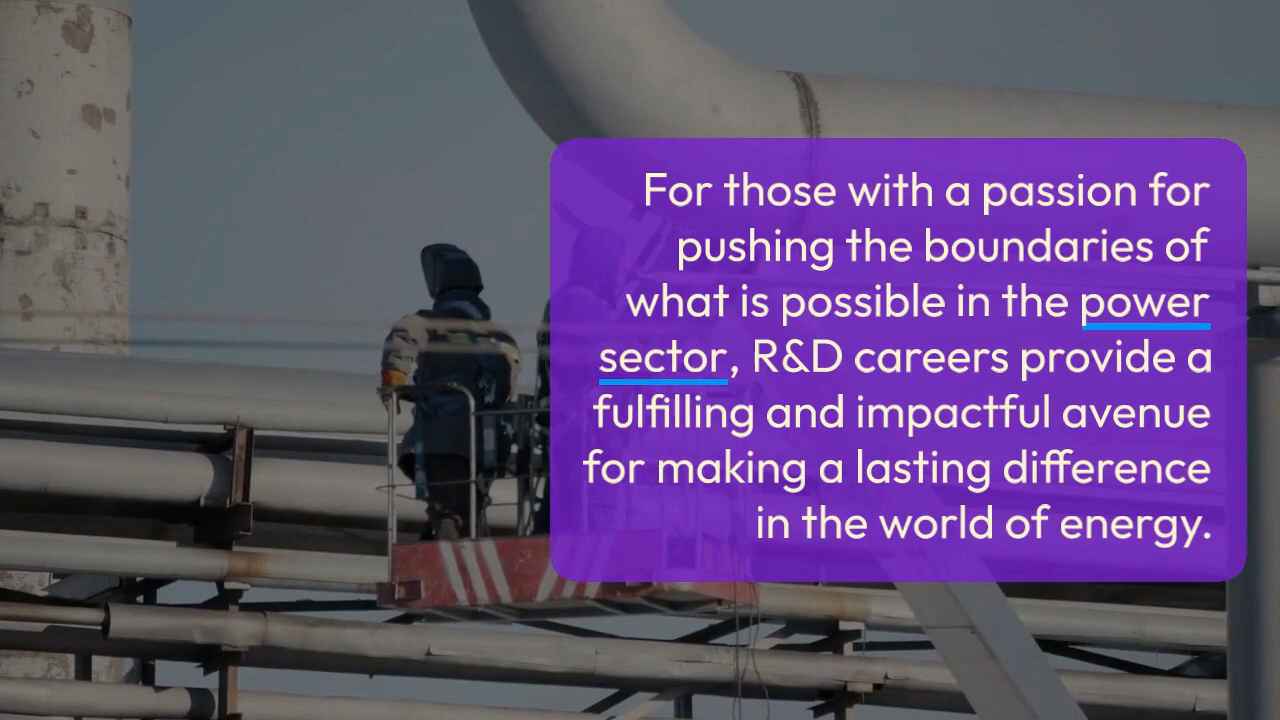 For those with a passion for
pushing the boundaries of
what is possible in the power
sector, R&D careers provide a
fulfilling and impactful avenue
for making a lasting difference
in the world of energy.